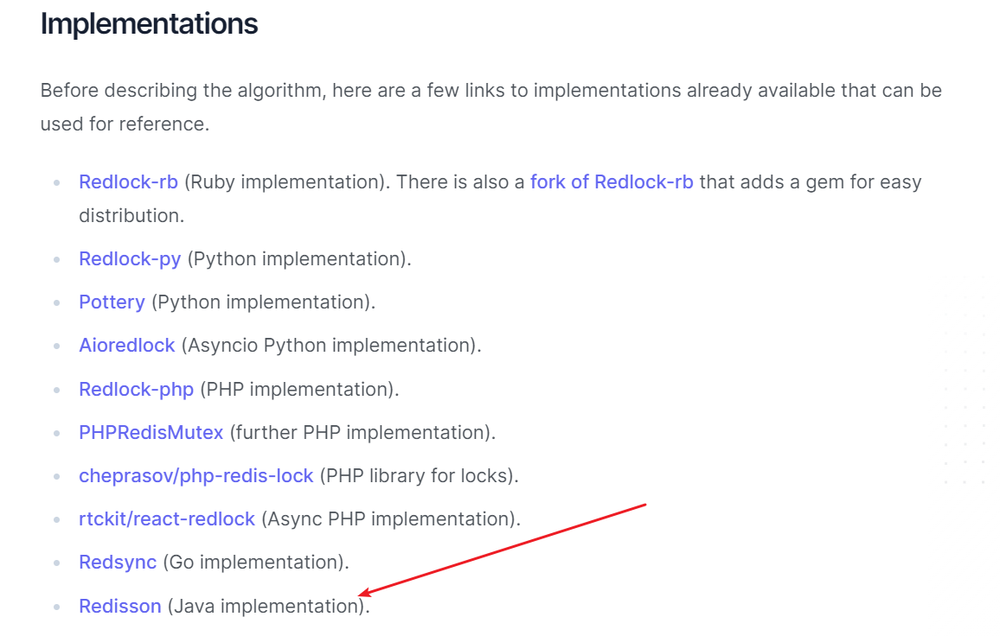 Implementations
Before describing the algorithm, here are a few links to implementations already available that can be
used for reference.
Redlock-rb (Ruby implementation). There is also a fork of Redlock-rb that adds a gem for easy
distribution.
Redlock-py (Python implementation).
Pottery (Python implementation).
Aioredlock (Asyncio Python implementation).
Redlock-php (PHP implementation).
PHPRedisMutex (further PHP implementation).
cheprasov/php-redis-lock (PHP library for locks).
rtckit/react-redlock (Async PHP implementation).
Redsync (Go implementation).
Redisson (Java implementation).